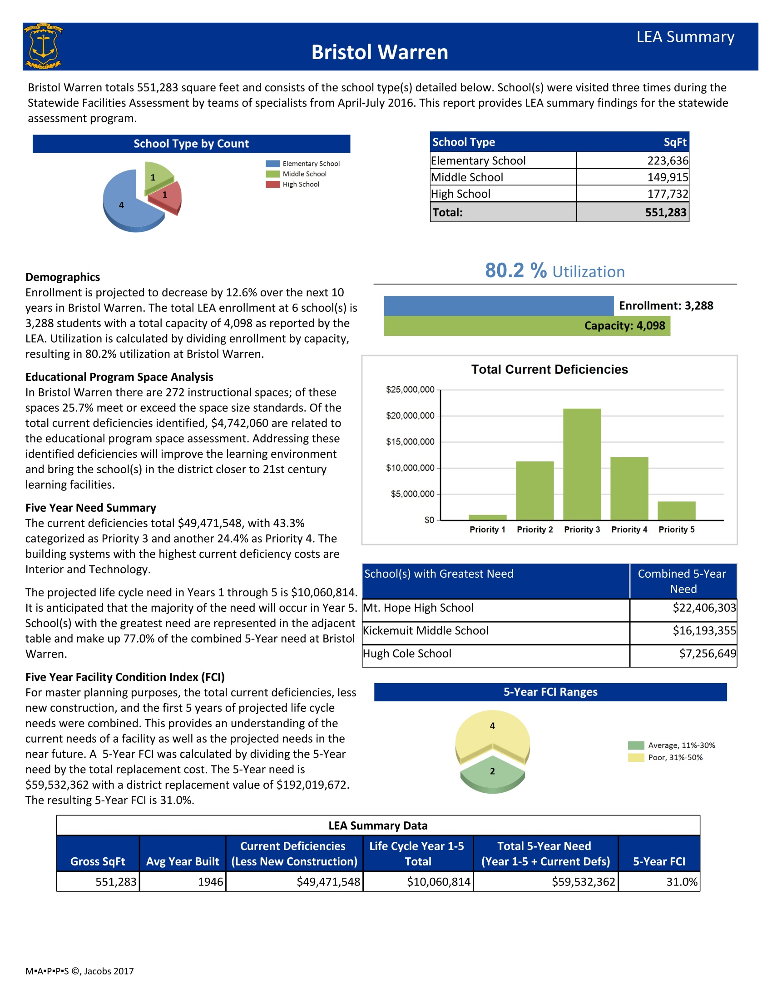 LEA Summary
Bristol Warren
Bristol Warren totals 551,283 square feet and consists of the school type(s) detailed below. School(s) were visited three times during the
Statewide Facilities Assessment by teams of specialists from April-July 2016. This report provides LEA summary findings for the statewide
assessment program.
School Type by Count
Elementary School
Middle School
High School
1
1
4
School Type SqFt
Elementary School 223,636
Middle School 149,915
High School 177,732
Total: 551,283
Demographics
Enrollment is projected to decrease by 12.6% over the next 10
years in Bristol Warren. The total LEA enrollment at 6 school(s) is
3,288 students with a total capacity of 4,098 as reported by the
LEA. Utilization is calculated by dividing enrollment by capacity,
resulting in 80.2% utilization at Bristol Warren.
Educational Program Space Analysis
In Bristol Warren there are 272 instructional spaces; of these
spaces 25.7% meet or exceed the space size standards. Of the
total current deficiencies identified, $4,742,060 are related to
the educational program space assessment. Addressing these
identified deficiencies will improve the learning environment
and bring the school(s) in the district closer to 21st century
learning facilities.
Five Year Need Summary
The current deficiencies total $49,471,548, with 43.3%
categorized as Priority 3 and another 24.4% as Priority 4. The
building systems with the highest current deficiency costs are
Interior and Technology.
The projected life cycle need in Years 1 through 5 is $10,060,814.
It is anticipated that the majority of the need will occur in Year 5.
School(s) with the greatest need are represented in the adjacent
table and make up 77.0% of the combined 5-Year need at Bristol
Warren.
Five Year Facility Condition Index (FCI)
For master planning purposes, the total current deficiencies, less
new construction, and the first 5 years of projected life cycle
needs were combined. This provides an understanding of the
current needs of a facility as well as the projected needs in the
near future. A  5-Year FCI was calculated by dividing the 5-Year
need by the total replacement cost. The 5-Year need is
$59,532,362 with a district replacement value of $192,019,672.
The resulting 5-Year FCI is 31.0%.
80.2 % Utilization
Enrollment: 3,288
Capacity: 4,098
Total Current Deficiencies
$25,000,000
$20,000,000
$15,000,000
$10,000,000
$5,000,000
$0
Priority 1 Priority 2 Priority 3 Priority 4 Priority 5
School(s) with Greatest Need Combined 5-Year
Need
Mt. Hope High School $22,406,303
Kickemuit Middle School $16,193,355
Hugh Cole School $7,256,649
5-Year FCI Ranges
4
2
Average, 11%-30%
Poor, 31%-50%
LEA Summary Data
Current Deficiencies Life Cycle Year 1-5 Total 5-Year Need
Gross SqFt Avg Year Built (Less New Construction) Total (Year 1-5 + Current Defs) 5-Year FCI
551,283 1946 $49,471,548 $10,060,814 $59,532,362 31.0%
M▪A▪P▪P▪S ©, Jacobs 2017